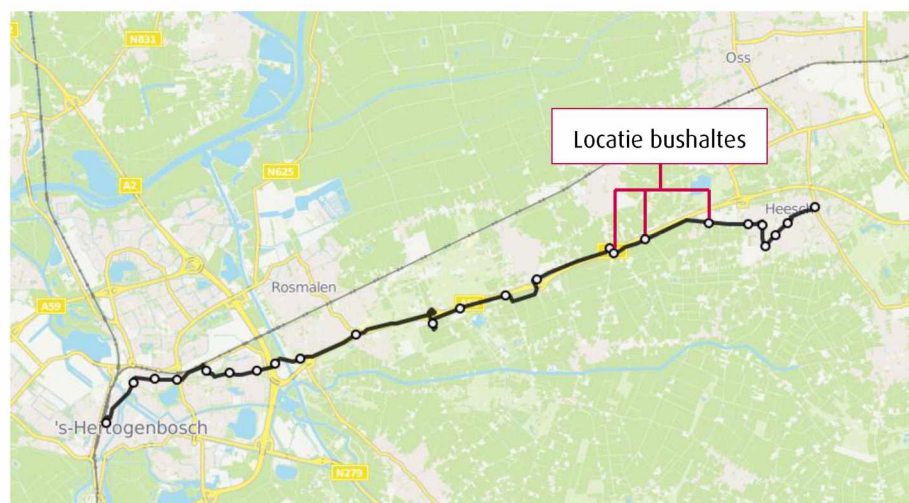 N831
Oss
Locatie bushaltes
A2
N625
Heesch
Rosmalen
A59
's-Hertogenbosch
N279